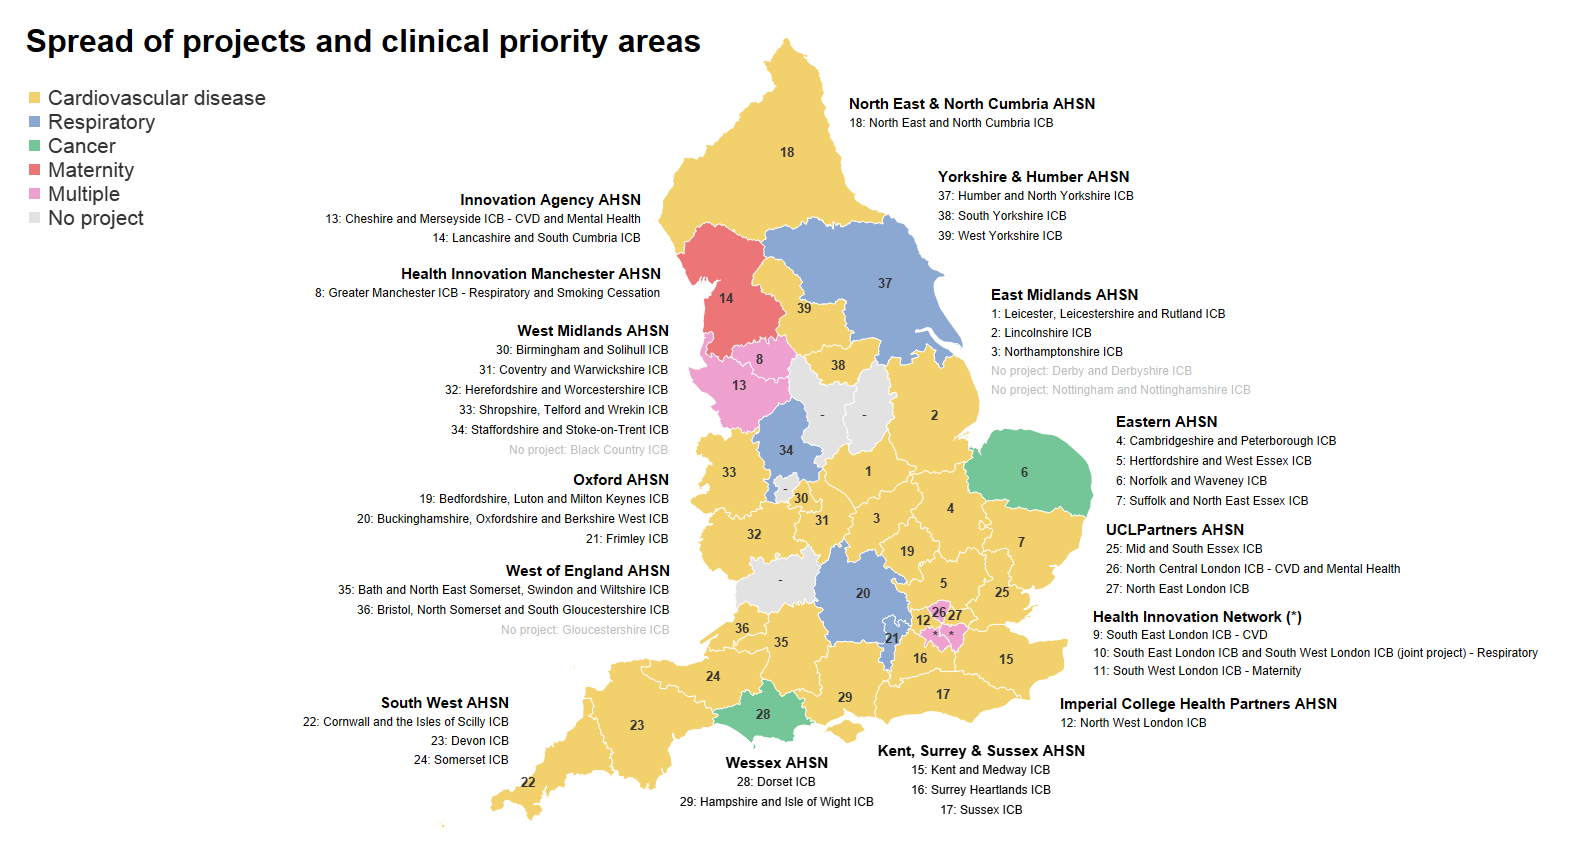 Spread of projects and clinical priority areas
Cardiovascular disease
Respiratory
Cancer
Maternity
Multiple
No project
Innovation Agency AHSN
13: Cheshire and Merseyside ICB - CVD and Mental Health
14: Lancashire and South Cumbria ICB
Health Innovation Manchester AHSN
8: Greater Manchester ICB - Respiratory and Smoking Cessation
West Midlands AHSN
30: Birmingham and Solihull ICB
31: Coventry and Warwickshire ICB
32: Herefordshire and Worcestershire ICB
33: Shropshire, Telford and Wrekin ICB
34: Staffordshire and Stoke-on-Trent ICB
No project: Black Country ICB
Oxford AHSN
19: Bedfordshire, Luton and Milton Keynes ICB
20: Buckinghamshire, Oxfordshire and Berkshire West ICB
21: Frimley ICB
West of England AHSN
35: Bath and North East Somerset, Swindon and Wiltshire ICB
36: Bristol, North Somerset and South Gloucestershire ICB
No project: Gloucestershire ICB
South West AHSN
22: Cornwall and the Isles of Scilly ICB
23: Devon ICB
24: Somerset ICB
18
14
37
39
8
38
13
-
-
2
34
33
1
6
-
30
4
31
3
32
7
19
-
20
5
25
26
27
12
36
35
21
*
*
16
15
24
17
29
28
23
22
North East & North Cumbria AHSN
18: North East and North Cumbria ICB
Yorkshire & Humber AHSN
37: Humber and North Yorkshire ICB
38: South Yorkshire ICB
39: West Yorkshire ICB
East Midlands AHSN
1: Leicester, Leicestershire and Rutland ICB
2: Lincolnshire ICB
3: Northamptonshire ICB
No project: Derby and Derbyshire ICB
No project: Nottingham and Nottinghamshire ICB
Eastern AHSN
4: Cambridgeshire and Peterborough ICB
5: Hertfordshire and West Essex ICB
6: Norfolk and Waveney ICB
7: Suffolk and North East Essex ICB
UCLPartners AHSN
25: Mid and South Essex ICB
26: North Central London ICB - CVD and Mental Health
27: North East London ICB
Health Innovation Network (*)
9: South East London ICB - CVD
10: South East London ICB and South West London ICB (joint project) - Respiratory
11: South West London ICB - Maternity
Imperial College Health Partners AHSN
12: North West London ICB
Kent, Surrey & Sussex AHSN
15: Kent and Medway ICB
16: Surrey Heartlands ICB
17: Sussex ICB
Wessex AHSN
28: Dorset ICB
29: Hampshire and Isle of Wight ICB